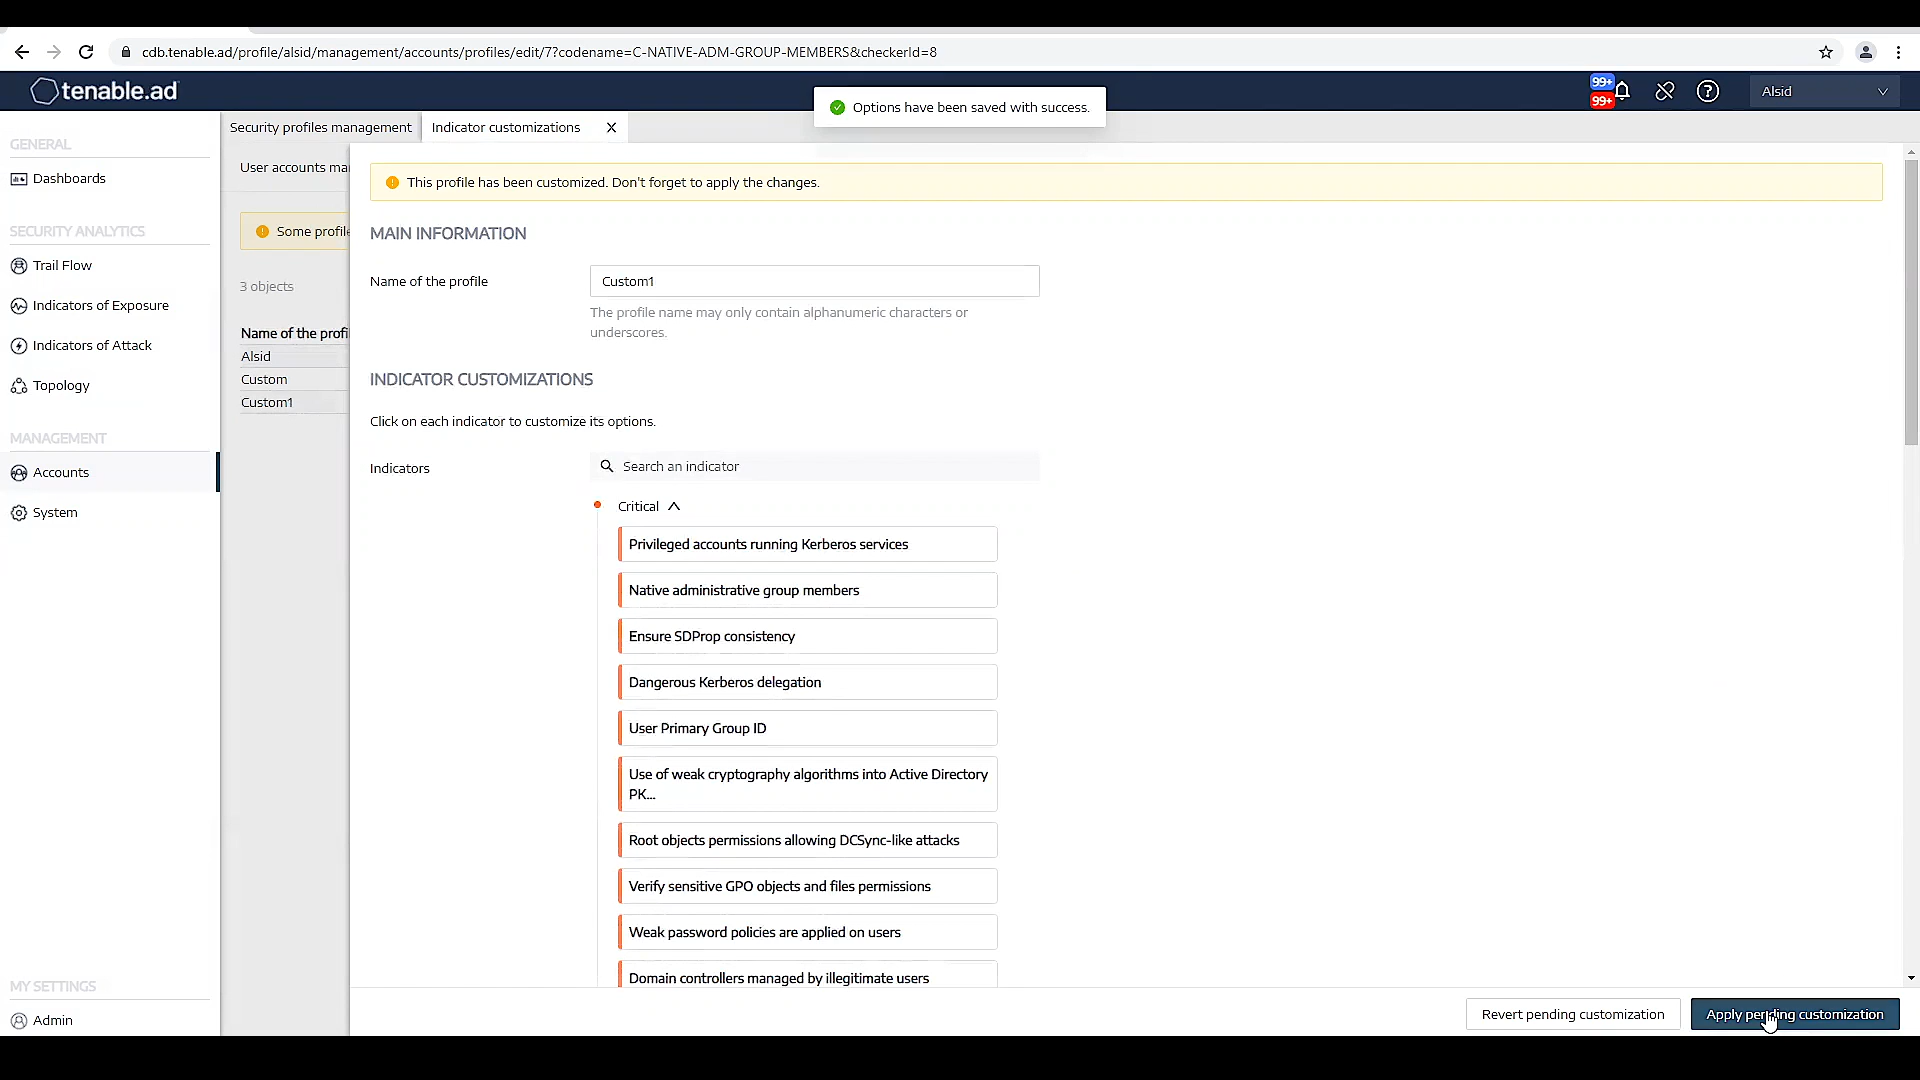 cdb.tenable.ad/profile/alsid/management/accounts/profiles/edit/7?codename=C-NATIVE-ADM-GROUP-MEMBERS&checkerId=8
tenable.ad
Options have been saved with success.
99+
99+
Alsid
GENERAL
Dashboards
SECURITY ANALYTICS
Trail Flow
Indicators of Exposure
Indicators of Attack
Topology
MANAGEMENT
Accounts
System
MY SETTINGS
Admin
Security profiles management
Indicator customizations
User accounts ma
Some profile
3 objects
Name of the profi
Alsid
Custom
Custom1
This profile has been customized. Don't forget to apply the changes.
MAIN INFORMATION
Name of the profile
Custom1
The profile name may only contain alphanumeric characters or
underscores.
INDICATOR CUSTOMIZATIONS
Click on each indicator to customize its options.
Indicators
Search an indicator
Critical
Privileged accounts running Kerberos services
Native administrative group members
Ensure SDProp consistency
Dangerous Kerberos delegation
User Primary Group ID
Use of weak cryptography algorithms into Active Directory
PK...
Root objects permissions allowing DCSync-like attacks
Verify sensitive GPO objects and files permissions
Weak password policies are applied on users
Domain controllers managed by illegitimate users
Revert pending customization
Apply pending customization